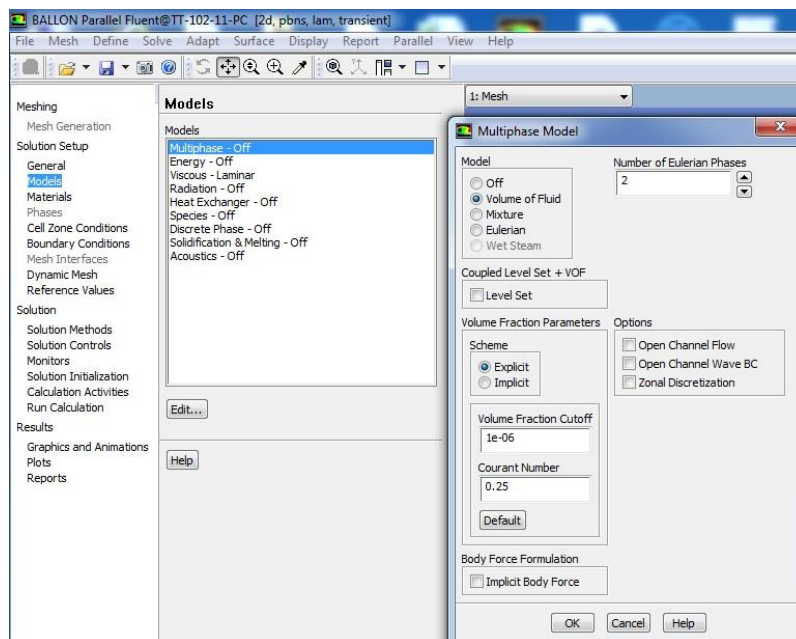 BALLON Parallel Fluent@TT-102-11-PC [2d, pbns, lam, transient]
File Mesh Define Solve Adapt Surface Display Report Parallel View Help
Meshing
Mesh Generation
Solution Setup
General
Models
Materials
Phases
Cell Zone Conditions
Boundary Conditions
Mesh Interfaces
Dynamic Mesh
Reference Values
Solution
Solution Methods
Solution Controls
Monitors
Solution Initialization
Calculation Activities
Run Calculation
Results
Graphics and Animations
Plots
Reports
Models
Models
Multiphase - Off
Energy - Off
Viscous - Laminar
Radiation - Off
Heat Exchanger - Off
Species - Off
Discrete Phase - Off
Solidification & Melting - Off
Acoustics - Off
Edit...
Help
1: Mesh
Multiphase Model
Model
Off
Volume of Fluid
Mixture
Eulerian
Wet Steam
Number of Eulerian Phases
2
Coupled Level Set + VOF
Level Set
Volume Fraction Parameters
Scheme
Explicit
Implicit
Volume Fraction Cutoff
1e-06
Courant Number
0.25
Default
Options
Open Channel Flow
Open Channel Wave BC
Zonal Discretization
Body Force Formulation
Implicit Body Force
OK Cancel Help